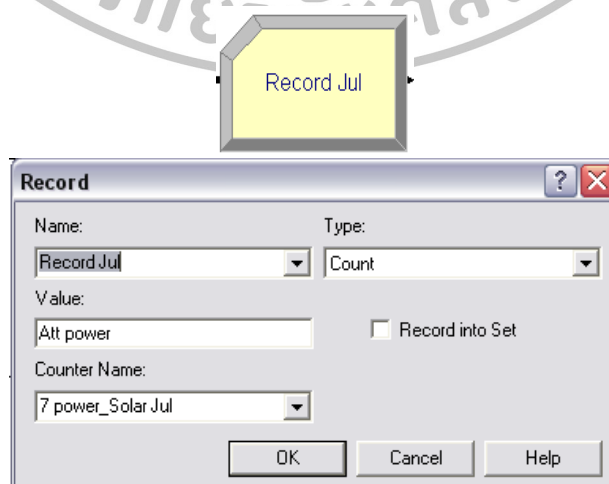 Record Jul
Record
Name: Type:
Record Jul Count
Value:
Att power Record into Set
Counter Name:
7 power_Solar Jul
OK Cancel Help